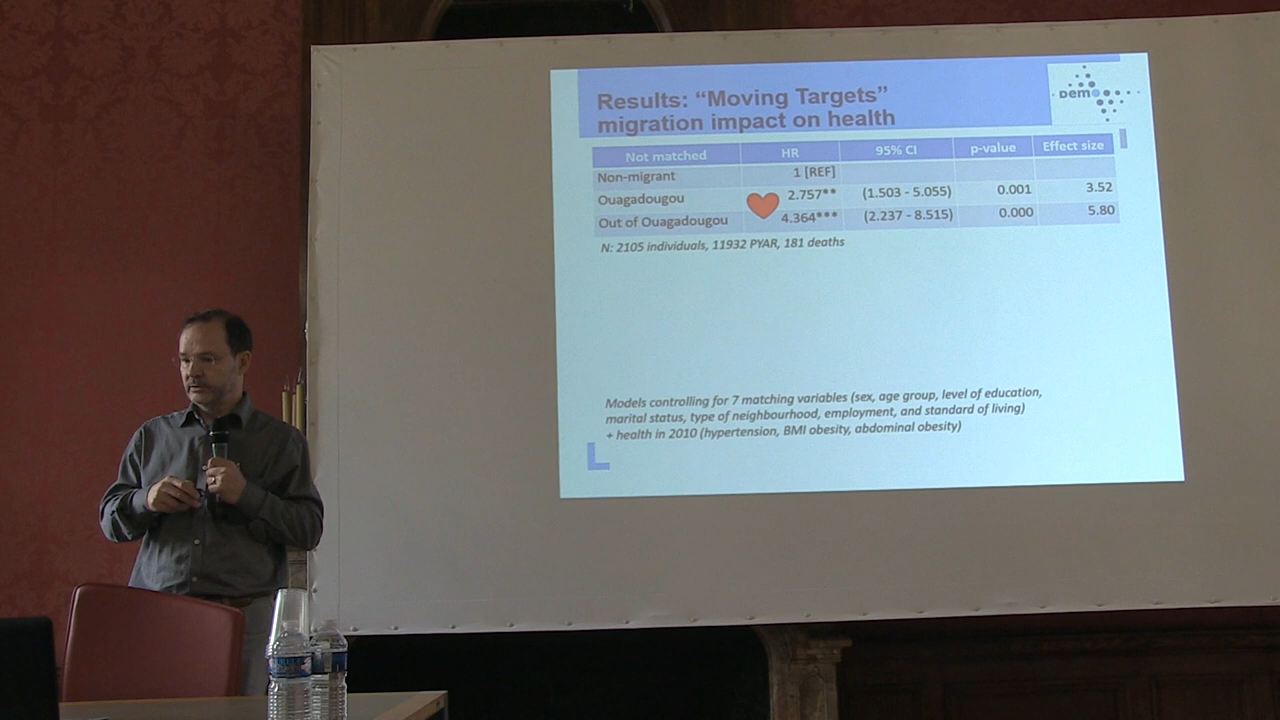 Results: “Moving Targets”
migration impact on health
Demo
Not matched HR 95% CI p-value Effect size
Non-migrant 1 [REF]
Ouagadougou 2.757** (1.503 - 5.055) 0.001 3.52
Out of Ouagadougou 4.364*** (2.237 - 8.515) 0.000 5.80
N: 2105 individuals, 11932 PYAR, 181 deaths
Models controlling for 7 matching variables (sex, age group, level of education,
marital status, type of neighbourhood, employment, and standard of living)
+ health in 2010 (hypertension, BMI obesity, abdominal obesity)